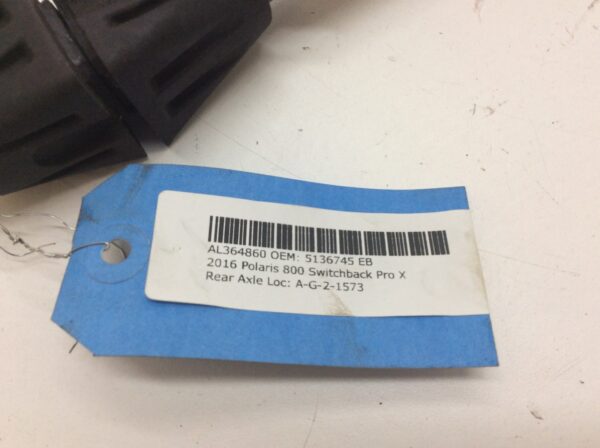 AL364860 OEM: 5136745 EB
2016 Polaris 800 Switchback Pro X
Rear Axle Loc: A-G-2-1573